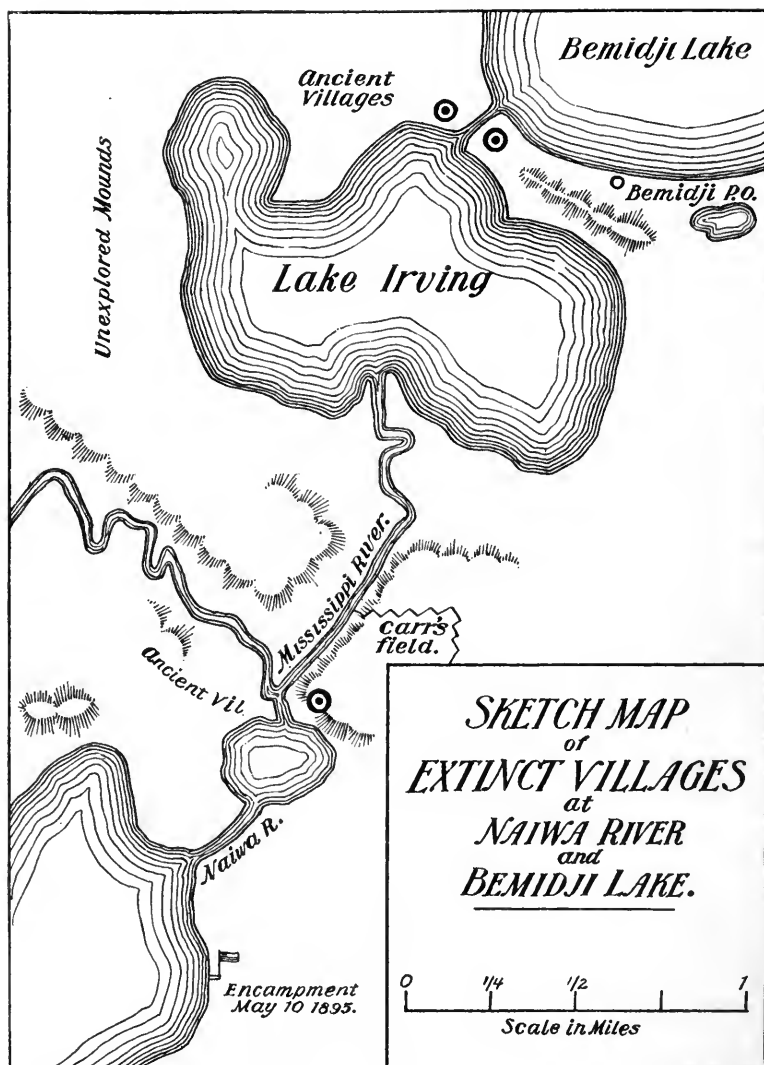 Bemidji Lake
Ancient
Villages
Bemidji P.O.
Unexplored Mounds
Lake Irving
Mississippi River.
Carr's
field.
Ancient Vil.
Naiwa R.
Encampment
May 10 1895.
SKETCH MAP
of
EXTINCT VILLAGES
at
NAIWA RIVER
and
BEMIDJI LAKE.
0 1/4 1/2 1
Scale in Miles